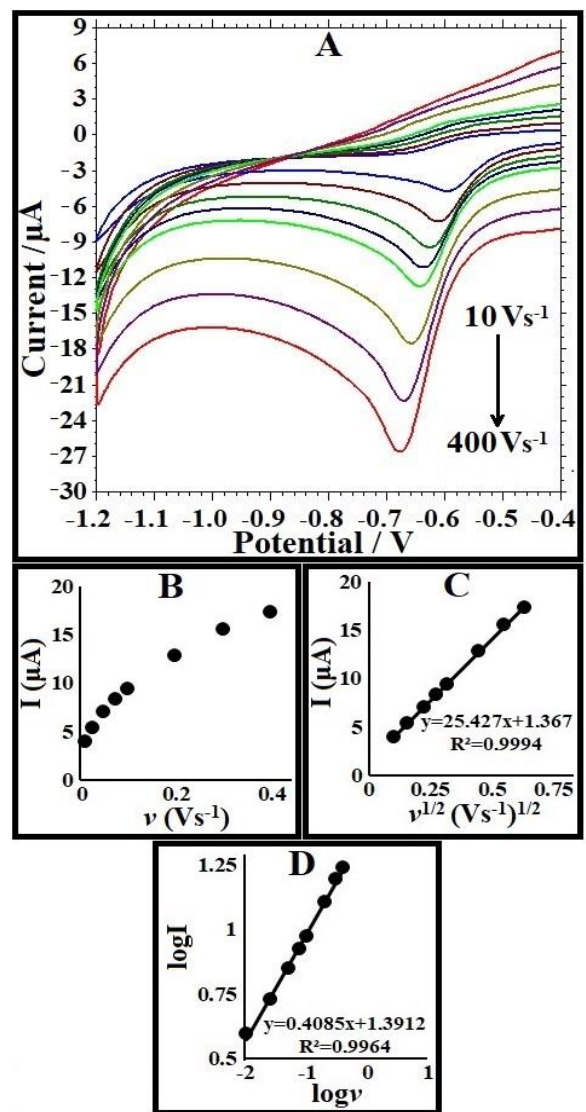 A
9
6
3
0
-3
-6
-9
-12
-15
-18
-21
-24
-27
-30
Current /µA
10 Vs-1
400 Vs-1
-1.2 -1.1 -1.0 -0.9 -0.8 -0.7 -0.6 -0.5 -0.4
Potential / V
B
20
15
10
5
0
I (µA)
0 0.2 0.4
v (Vs-1)
C
20
15
10
5
0
I (µA)
y=25.427x+1.367
R²=0.9994
0 0.25 0.50 0.75
v1/2 (Vs-1)1/2
D
1.25
1
0.75
0.5
logI
y=0.4085x+1.3912
R²=0.9964
-2 -1 0 1
logv